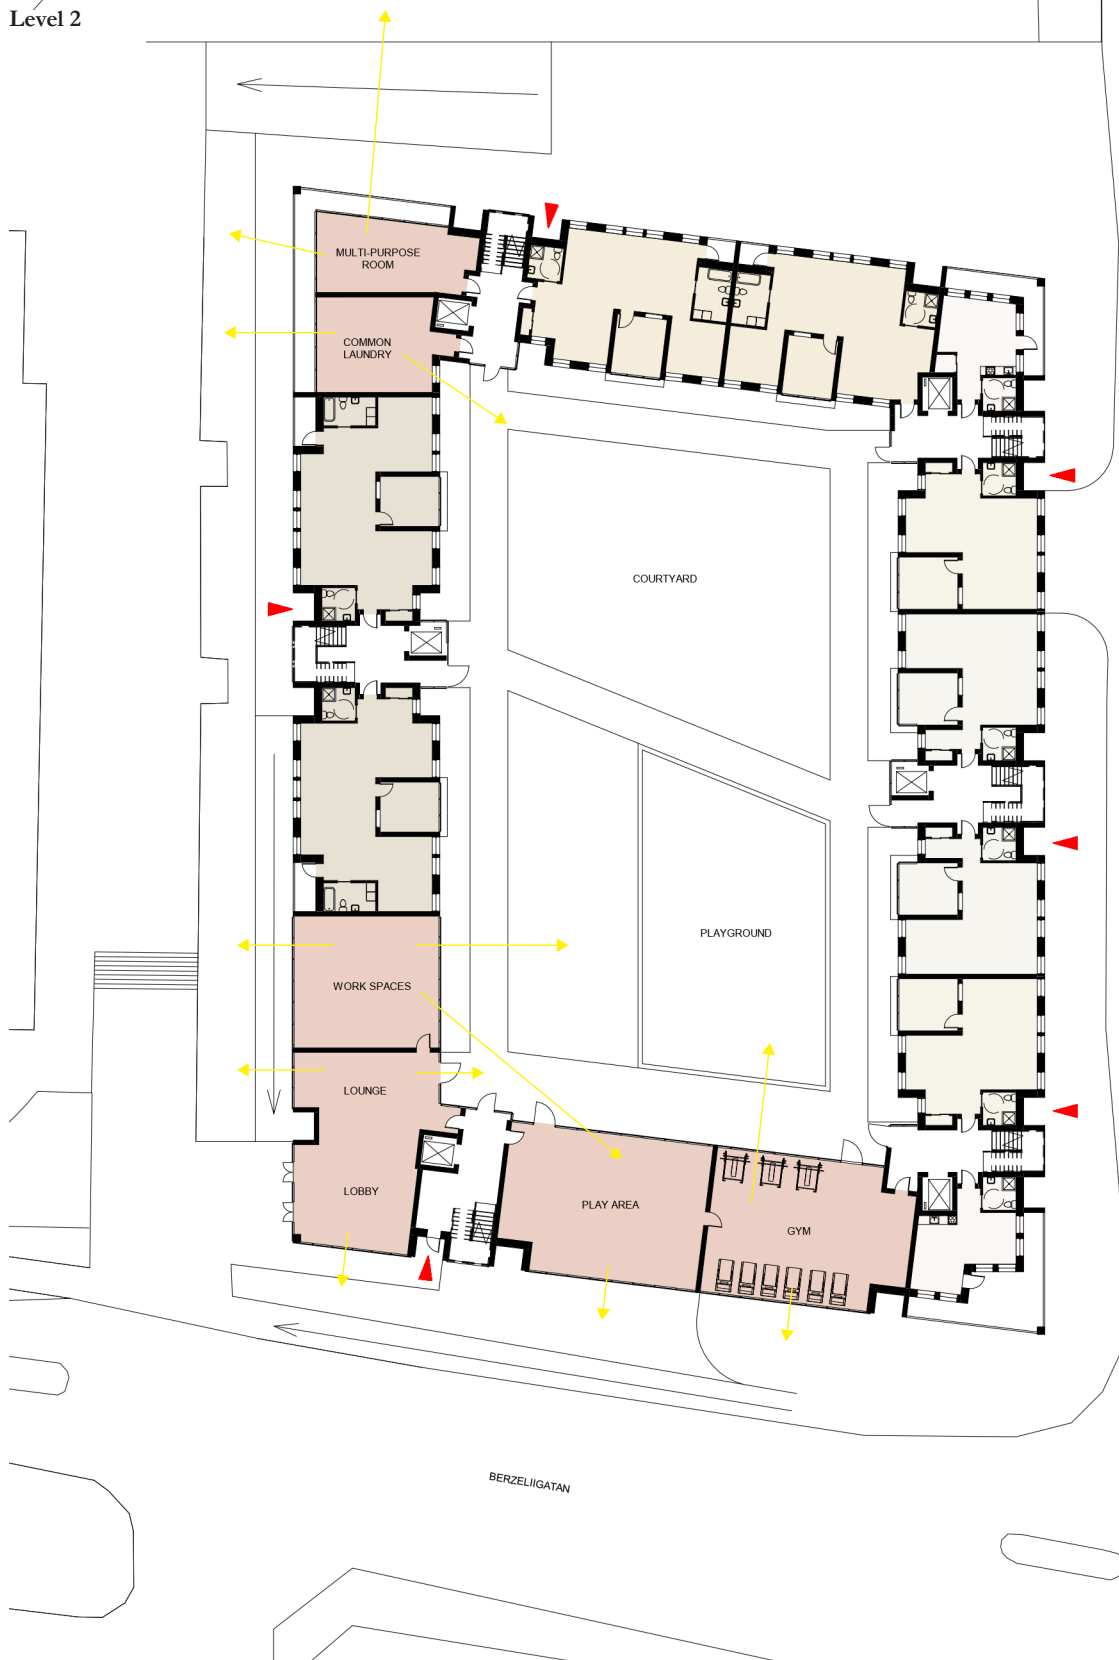 Level 2
MULTI-PURPOSE
ROOM
COMMON
LAUNDRY
COURTYARD
PLAYGROUND
WORK SPACES
LOUNGE
LOBBY
PLAY AREA
GYM
BERZELIIGATAN